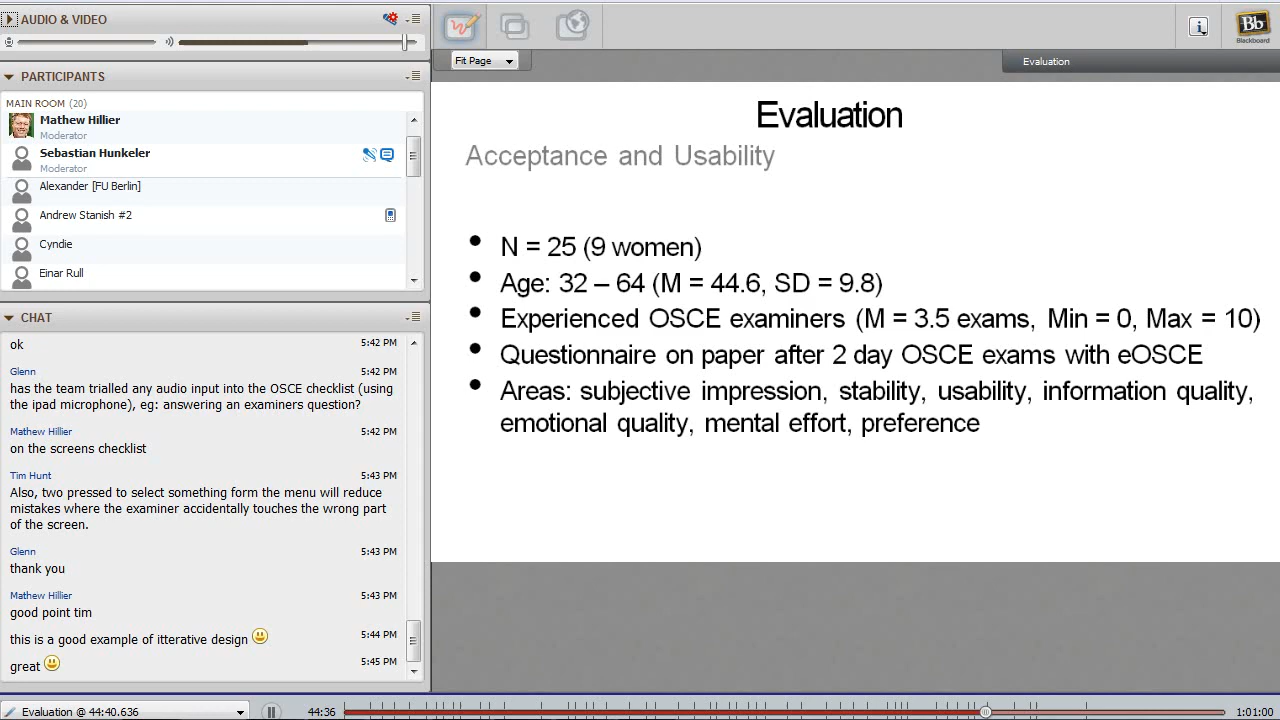 AUDIO & VIDEO
PARTICIPANTS
MAIN ROOM (20)
Mathew Hillier
Moderator
Sebastian Hunkeler
Moderator
Alexander [FU Berlin]
Andrew Stanish #2
Cyndie
Einar Rull
CHAT
ok 5:42 PM
Glenn 5:42 PM
has the team trialled any audio input into the OSCE checklist (using
the ipad microphone), eg: answering an examiners question?
Mathew Hillier 5:42 PM
on the screens checklist
Tim Hunt 5:43 PM
Also, two pressed to select something form the menu will reduce
mistakes where the examiner accidentally touches the wrong part
of the screen.
Glenn 5:43 PM
thank you
Mathew Hillier 5:43 PM
good point tim
this is a good example of itterative design 5:44 PM
great 5:45 PM
Fit Page
Evaluation
Bb
Blackboard
Evaluation
Acceptance and Usability
• N = 25 (9 women)
• Age: 32 – 64 (M = 44.6, SD = 9.8)
• Experienced OSCE examiners (M = 3.5 exams, Min = 0, Max = 10)
• Questionnaire on paper after 2 day OSCE exams with eOSCE
• Areas: subjective impression, stability, usability, information quality,
emotional quality, mental effort, preference
Evaluation @ 44:40.636
44:36
1:01:00